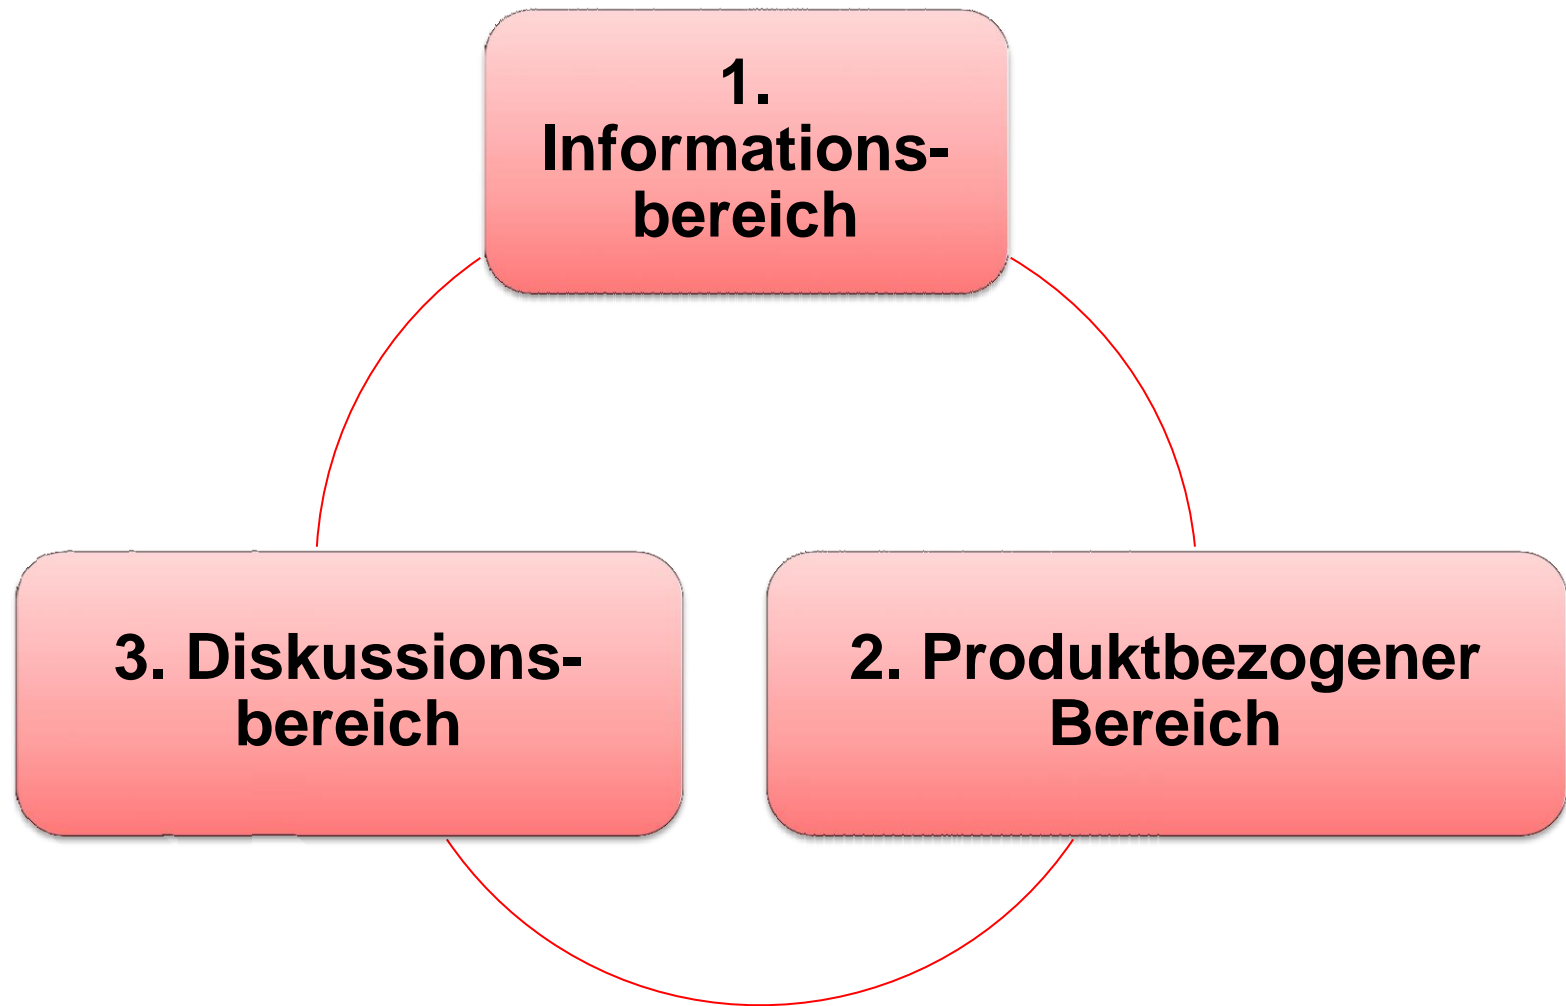 1.
Informations-
bereich
2. Produktbezogener
Bereich
3. Diskussions-
bereich